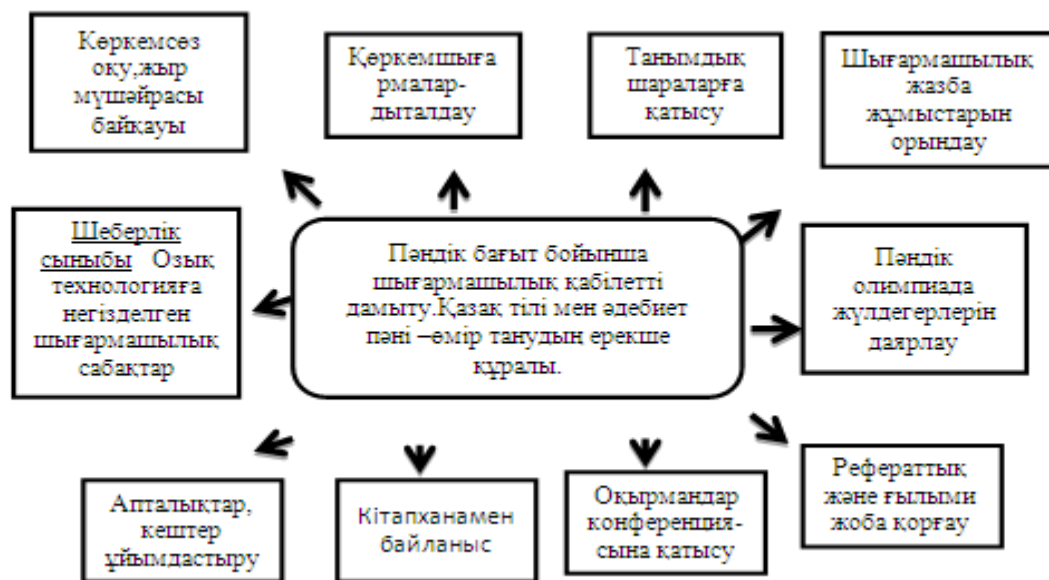 Көркемсөз
оқу,жыр
мүшәйрасы
байқауы
Қөркемшыға
рмалар-
дыталдау
Танымдық
шараларға
қатысу
Шығармашылық
жазба
жұмыстарын
орындау
Шеберлік
сыныбы Озық
технологияға
негізделген
шығармашылық
сабақтар
Пәндік бағыт бойынша
шығармашылық қабілетті
дамыту.Қазақ тілі мен әдебиет
пәні –өмір танудың ерекше
құралы.
Пәндік
олимпиада
жүлдегерлерін
даярлау
Апталықтар,
кештер
ұйымдастыру
Кітапханамен
байланыс
Оқырмандар
конференция-
сына қатысу
Рефераттық
және ғылыми
жоба қорғау